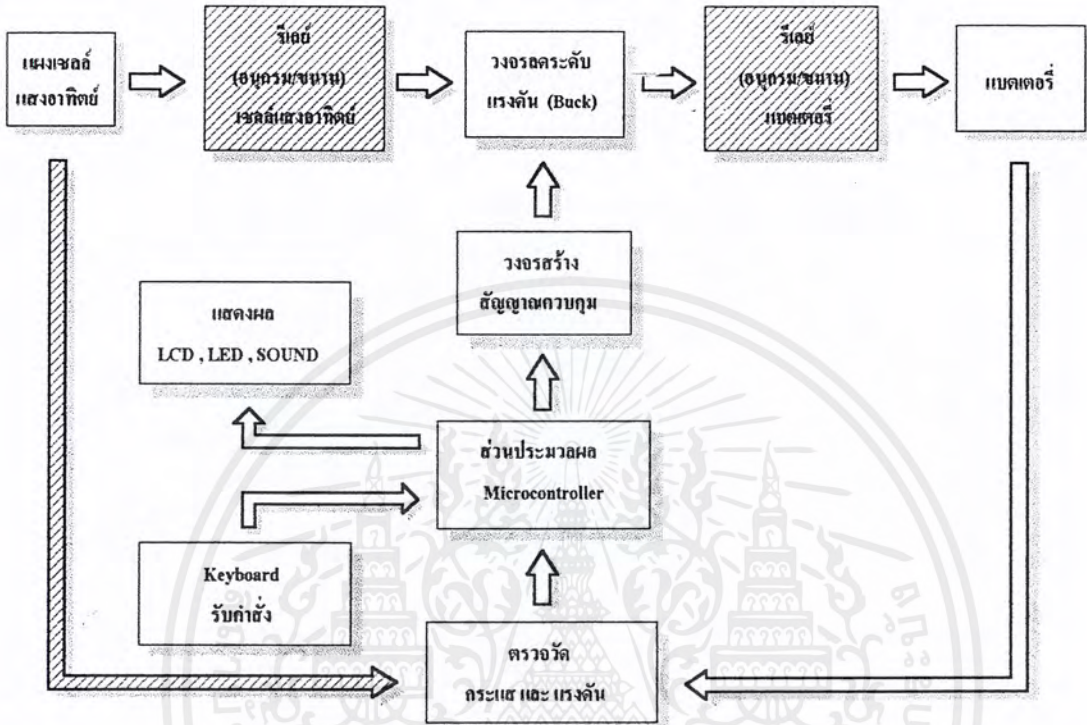 แผงเซลล์
แสงอาทิตย์
รีเลย์
(อนุกรม/ขนาน)
เซลล์แสงอาทิตย์
วงจรลดระดับ
แรงดัน (Buck)
รีเลย์
(อนุกรม/ขนาน)
แบตเตอรี่
แบตเตอรี่
วงจรสร้าง
สัญญาณควบคุม
แสดงผล
LCD , LED , SOUND
ส่วนประมวลผล
Microcontroller
Keyboard
รับคำสั่ง
ตรวจวัด
กระแส และ แรงดัน